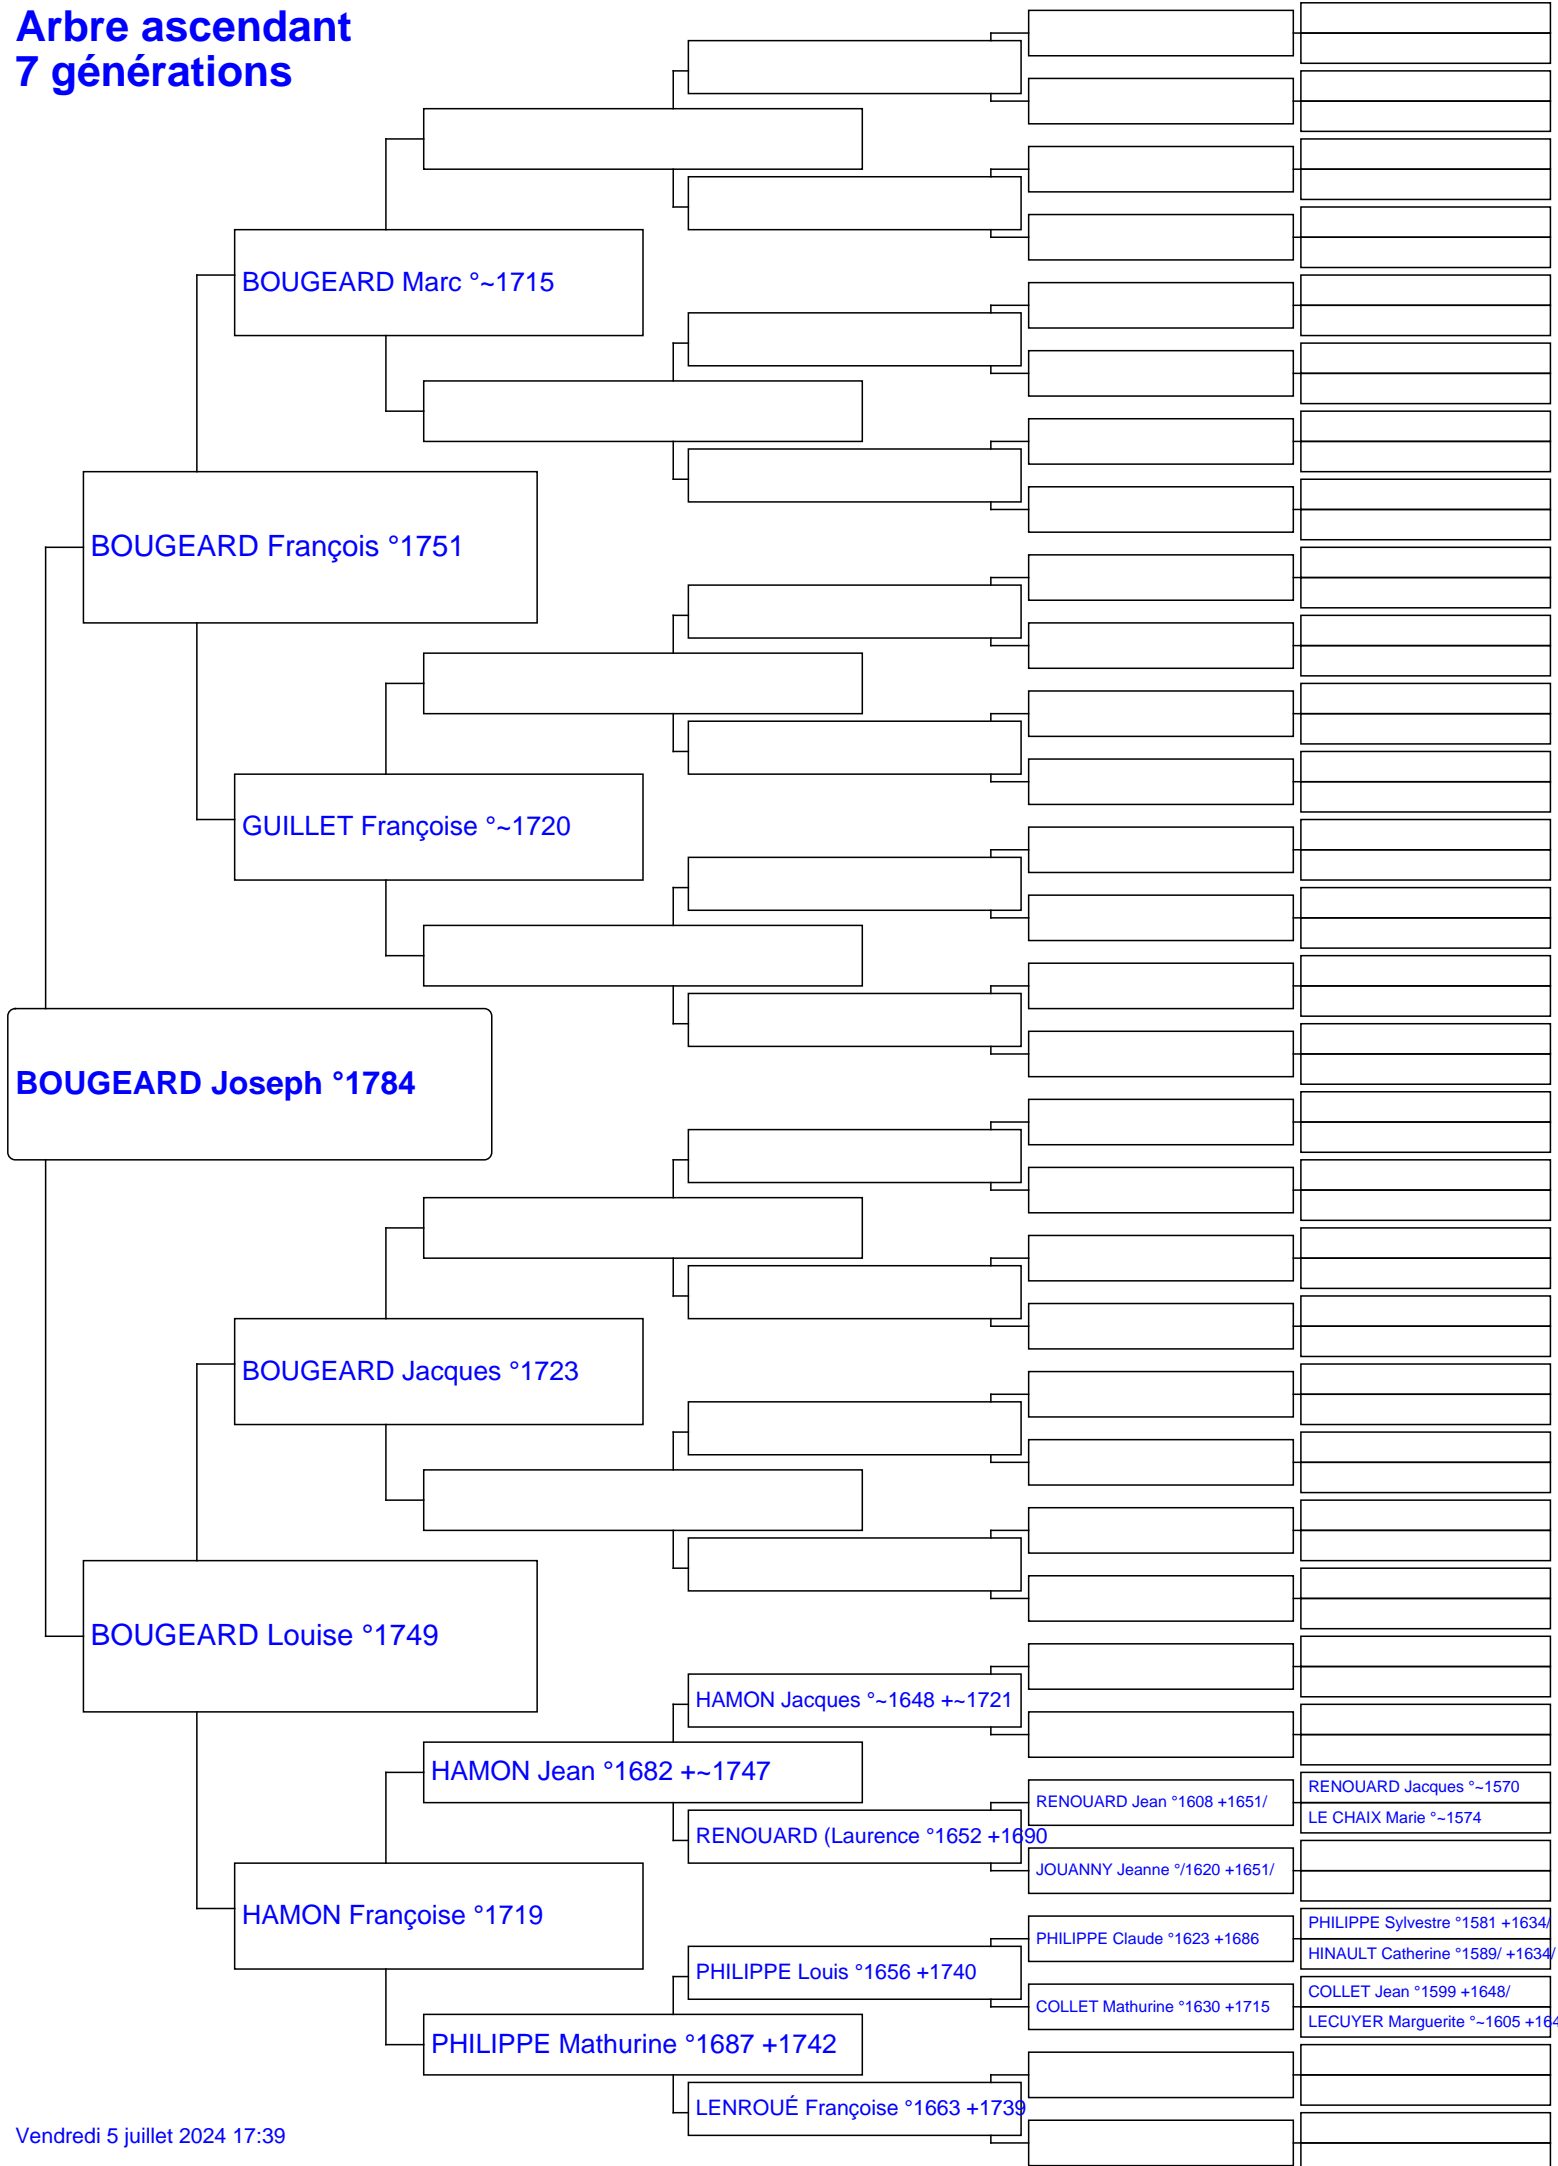 Arbre ascendant
7 générations
BOUGEARD Marc °~1715
BOUGEARD François °1751
GUILLET Françoise °~1720
BOUGEARD Joseph °1784
BOUGEARD Jacques °1723
BOUGEARD Louise °1749
HAMON Jacques °~1648 +~1721
HAMON Jean °1682 +~1747
RENOUARD Jacques °~1570
RENOUARD Jean °1608 +1651/
LE CHAIX Marie °~1574
RENOUARD (Laurence °1652 +1690
JOUANNY Jeanne °/1620 +1651/
HAMON Françoise °1719
PHILIPPE Sylvestre °1581 +1634/
PHILIPPE Claude °1623 +1686
HINAULT Catherine °1589/ +1634/
PHILIPPE Louis °1656 +1740
COLLET Jean °1599 +1648/
COLLET Mathurine °1630 +1715
LECUYER Marguerite °~1605 +164
PHILIPPE Mathurine °1687 +1742
LENROUÉ Françoise °1663 +1739
Vendredi 5 juillet 2024 17:39